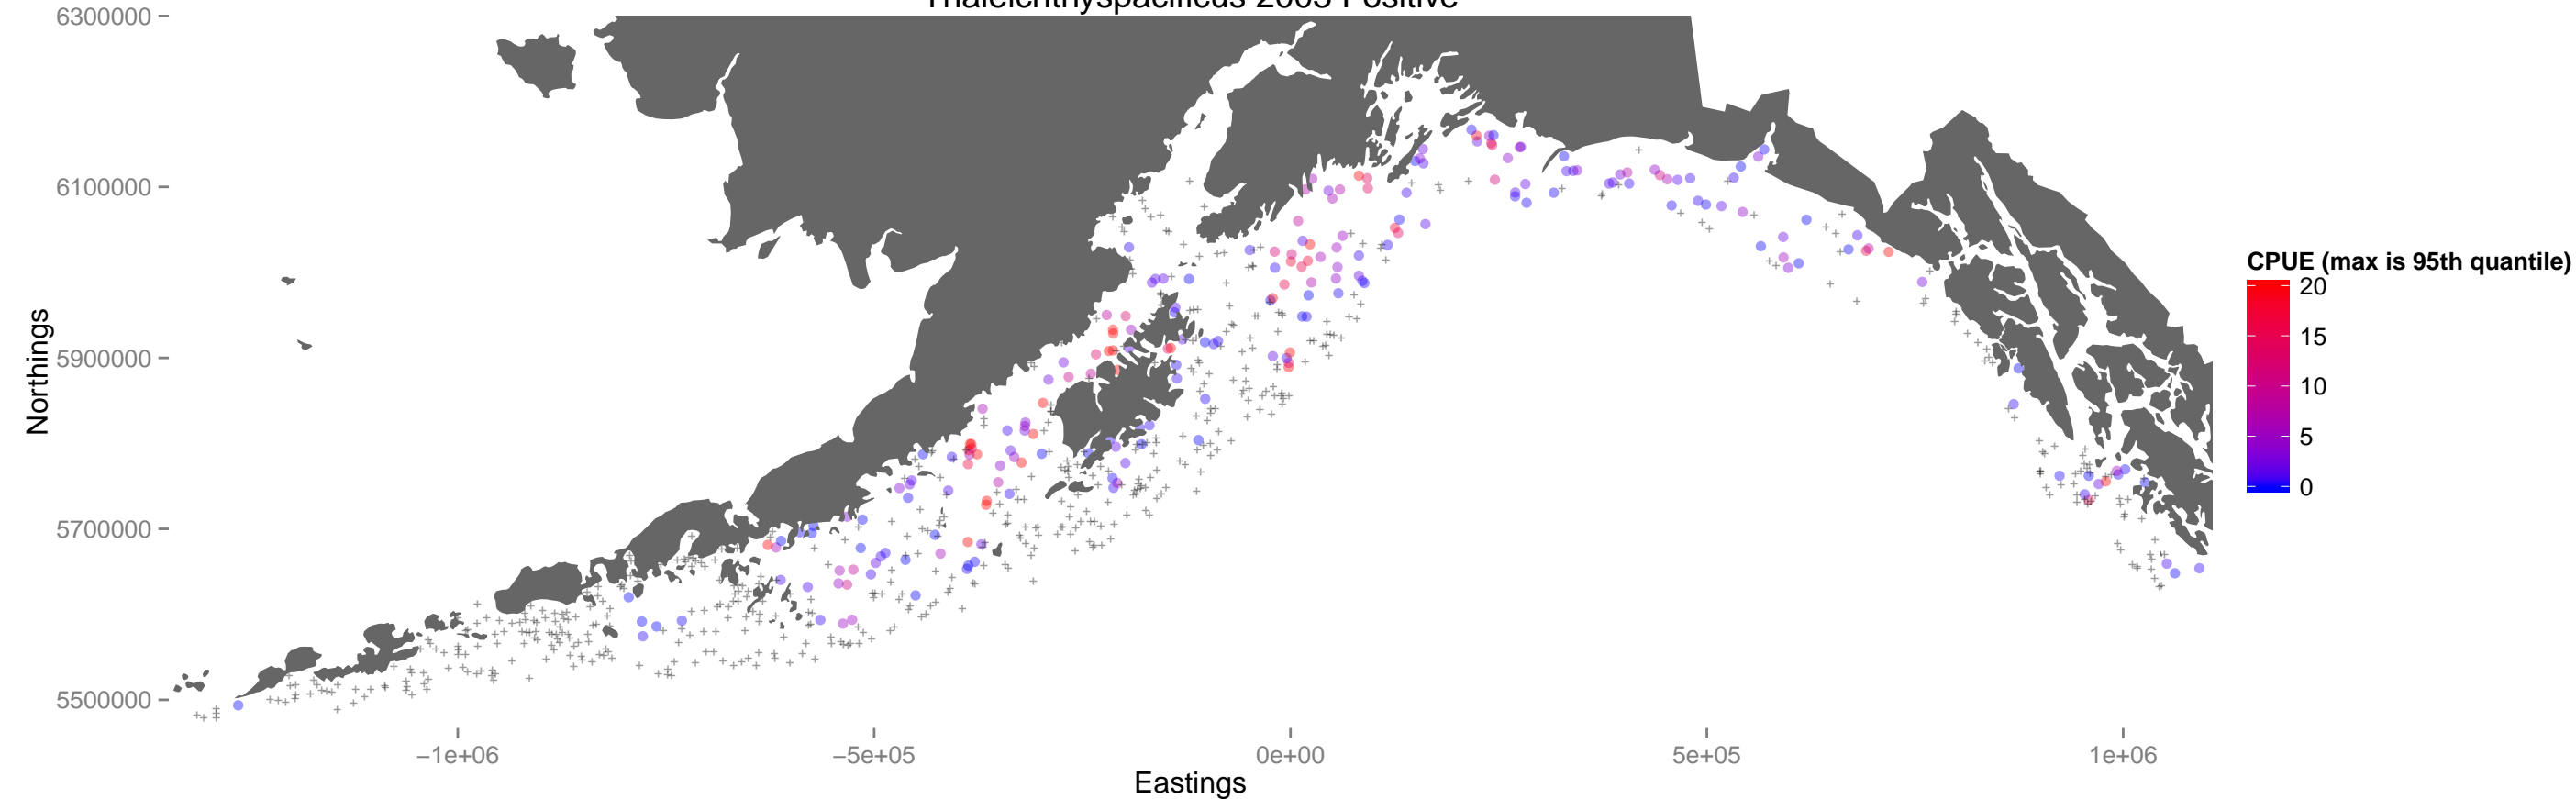 Thaleichthyspacificus 2003 Positive
6300000
6100000
5900000
5700000
5500000
Northings
−1e+06
−5e+05
0e+00
5e+05
1e+06
Eastings
CPUE (max is 95th quantile)
20
15
10
5
0